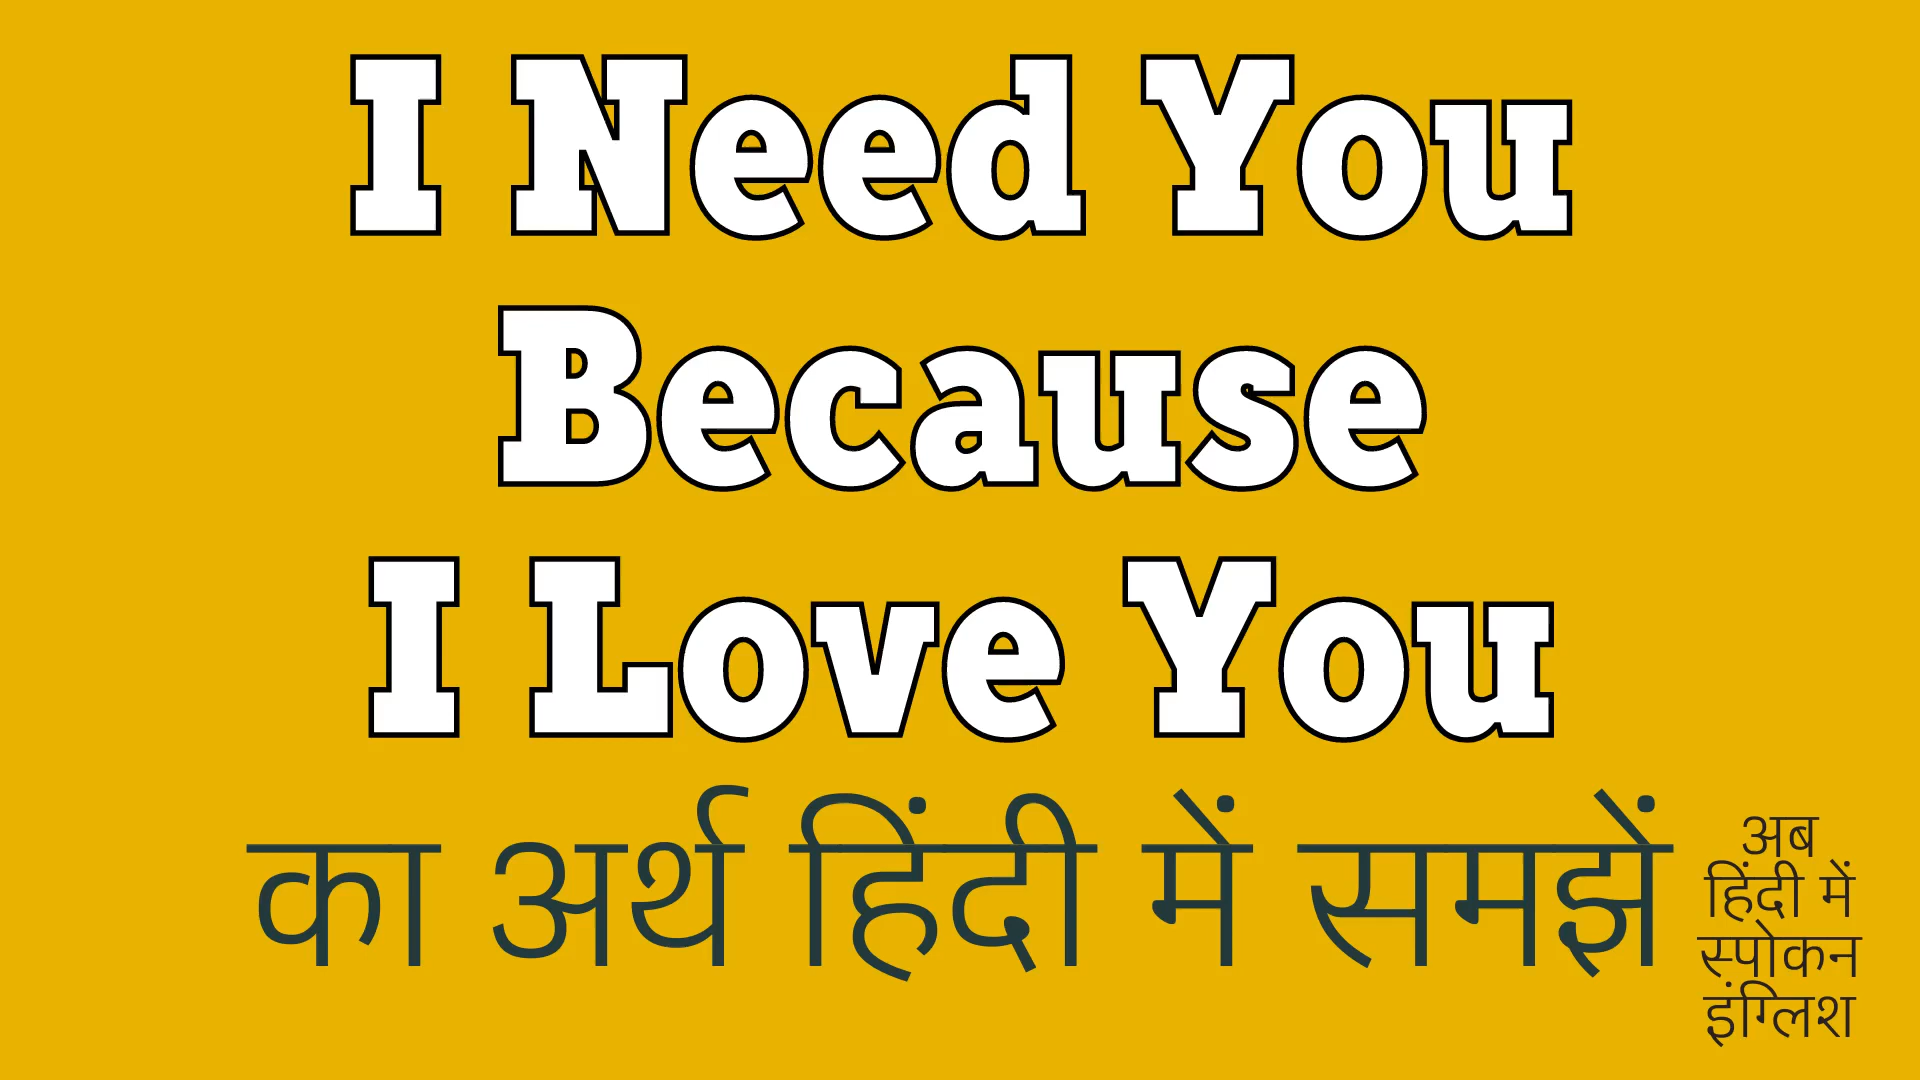 I Need You
Because
I Love You
का अर्थ हिंदी में समझें
अब
हिंदी में
स्पोकन
इंग्लिश